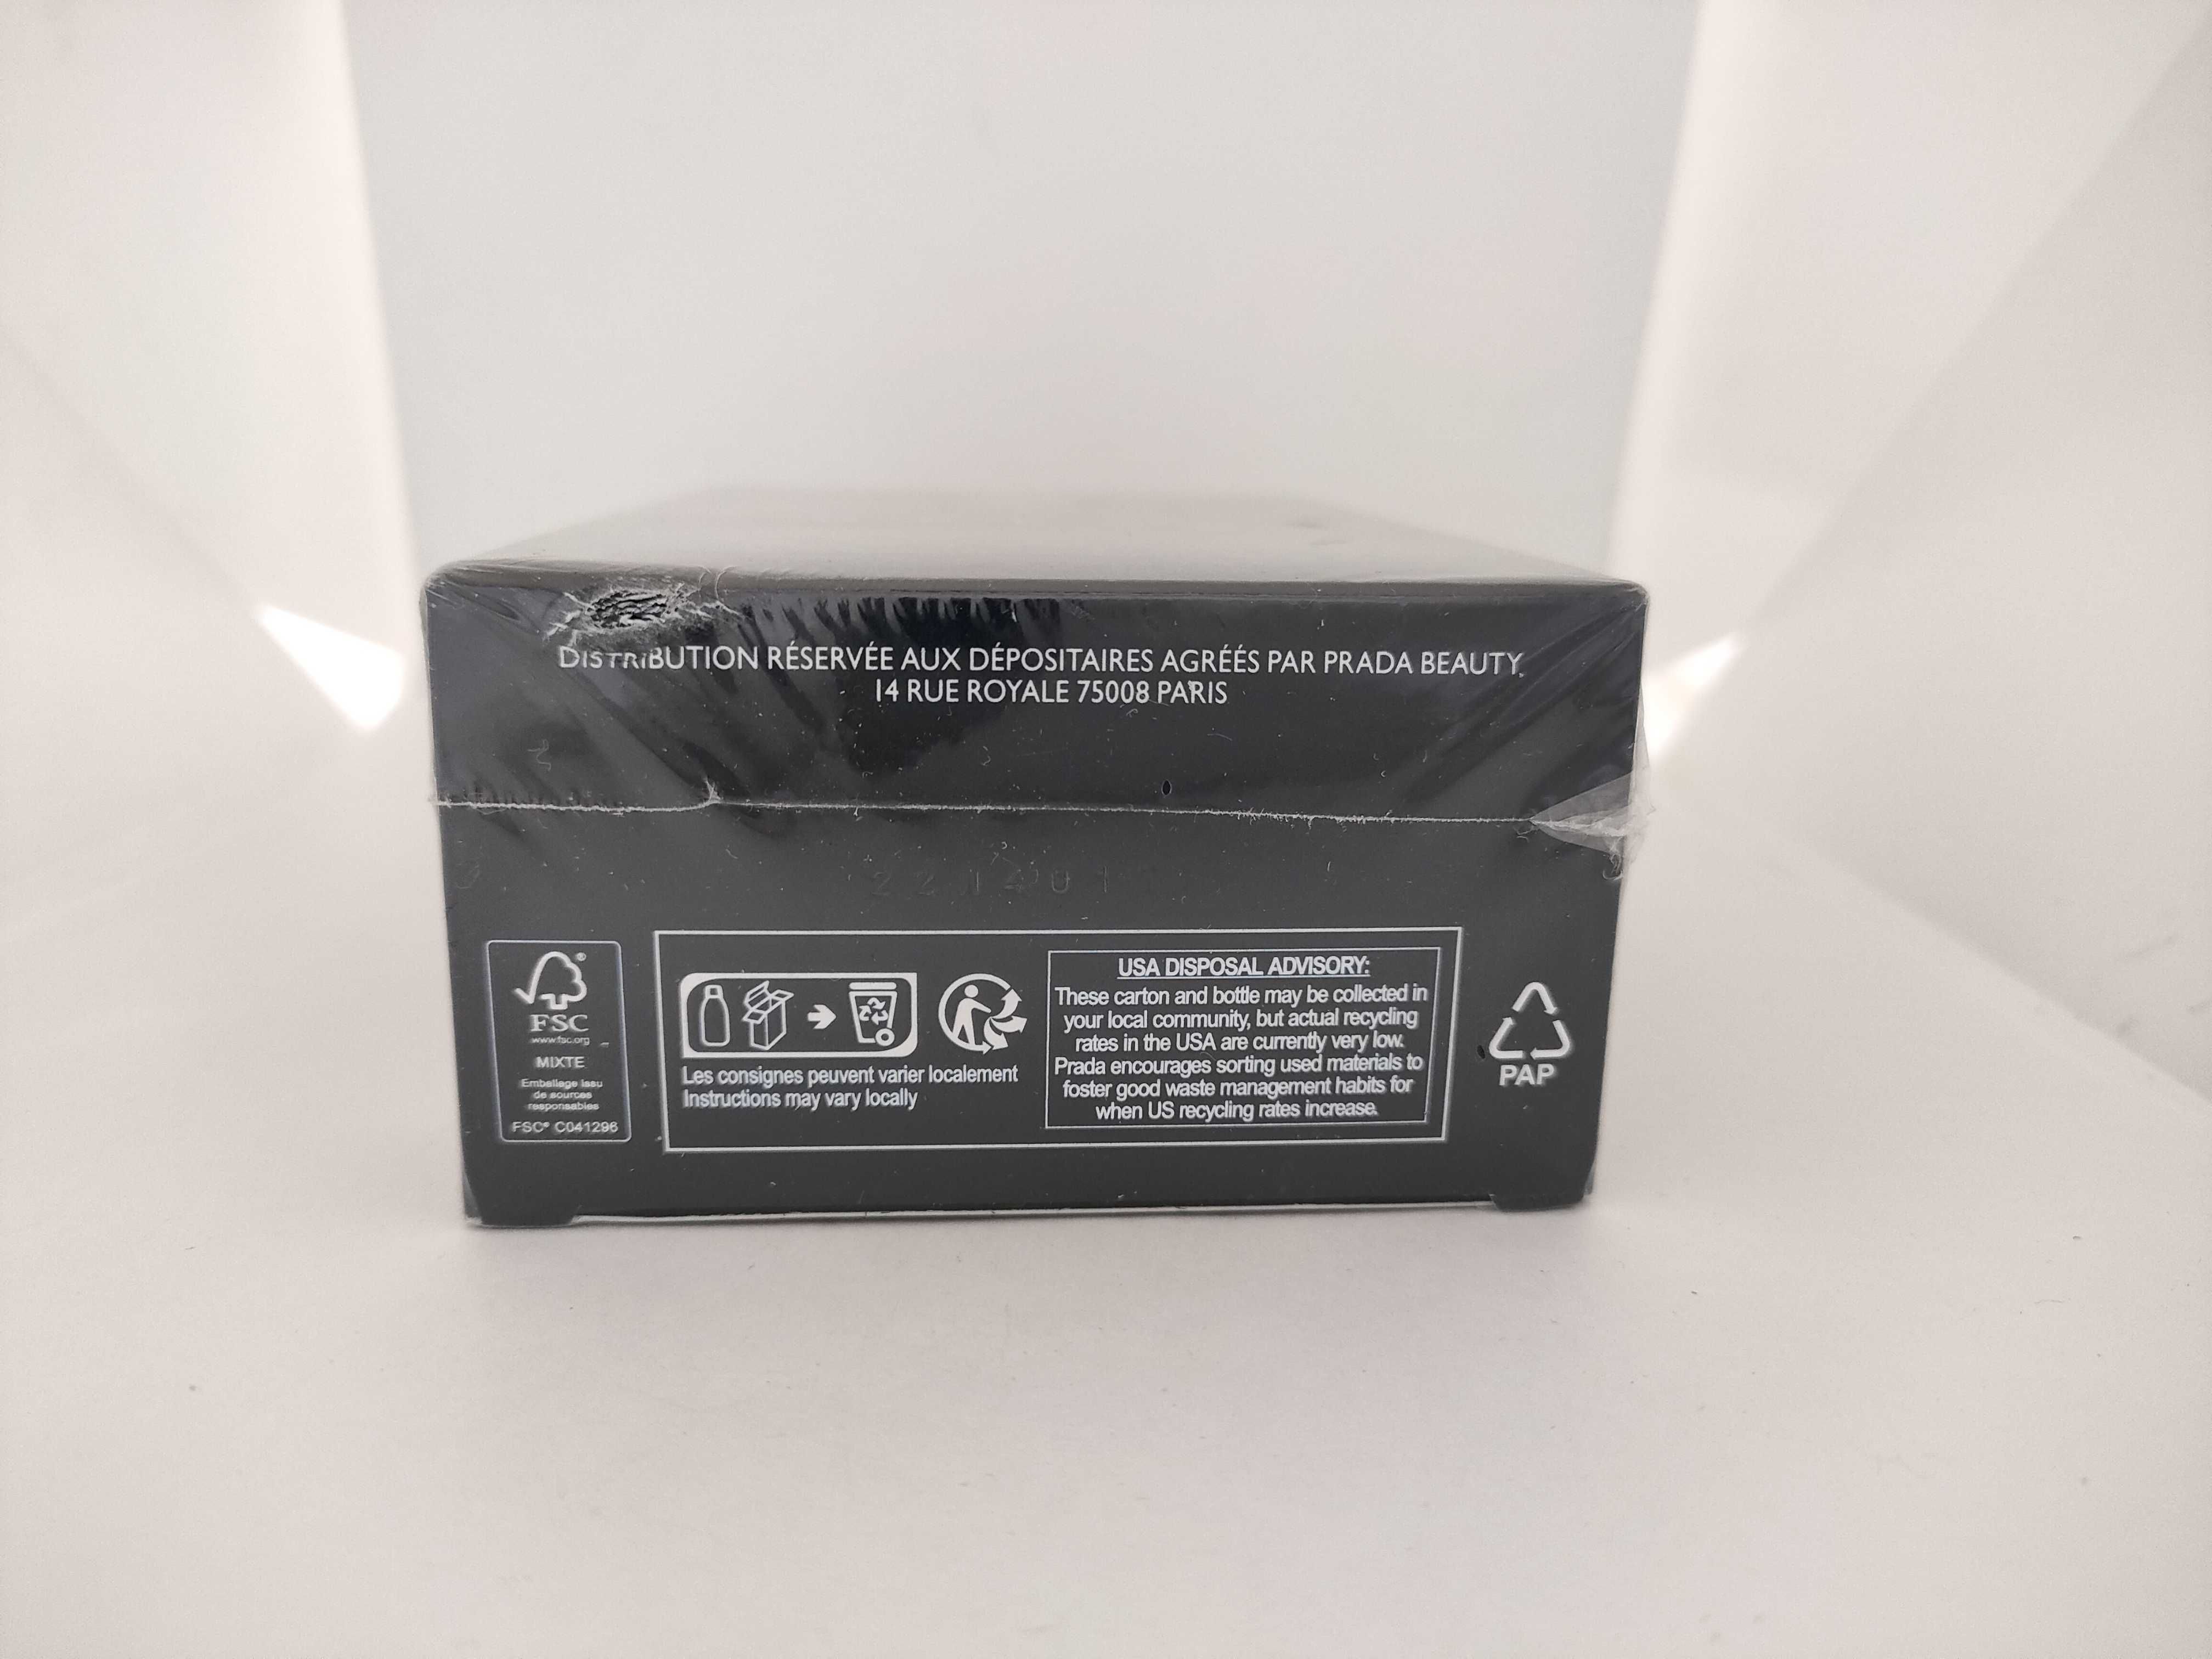 DISTRIBUTION RÉSERVÉE AUX DÉPOSITAIRES AGRÉÉS PAR PRADA BEAUTY,
14 RUE ROYALE 75008 PARIS
FSC®
www.fsc.org
MIXTE
Emballage issu
de sources
responsables
FSC® C041296
Les consignes peuvent varier localement
Instructions may vary locally
USA DISPOSAL ADVISORY:
These carton and bottle may be collected in
your local community, but actual recycling
rates in the USA are currently very low.
Prada encourages sorting used materials to
foster good waste management habits for
when US recycling rates increase.
PAP